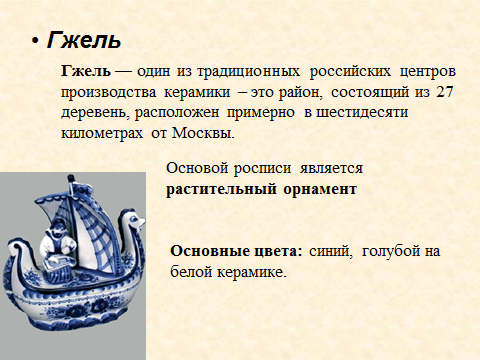 • Гжель
Гжель — один из традиционных российских центров
производства керамики – это район, состоящий из 27
деревень, расположен примерно в шестидесяти
километрах от Москвы.
Основой росписи является
растительный орнамент
Основные цвета: синий, голубой на
белой керамике.